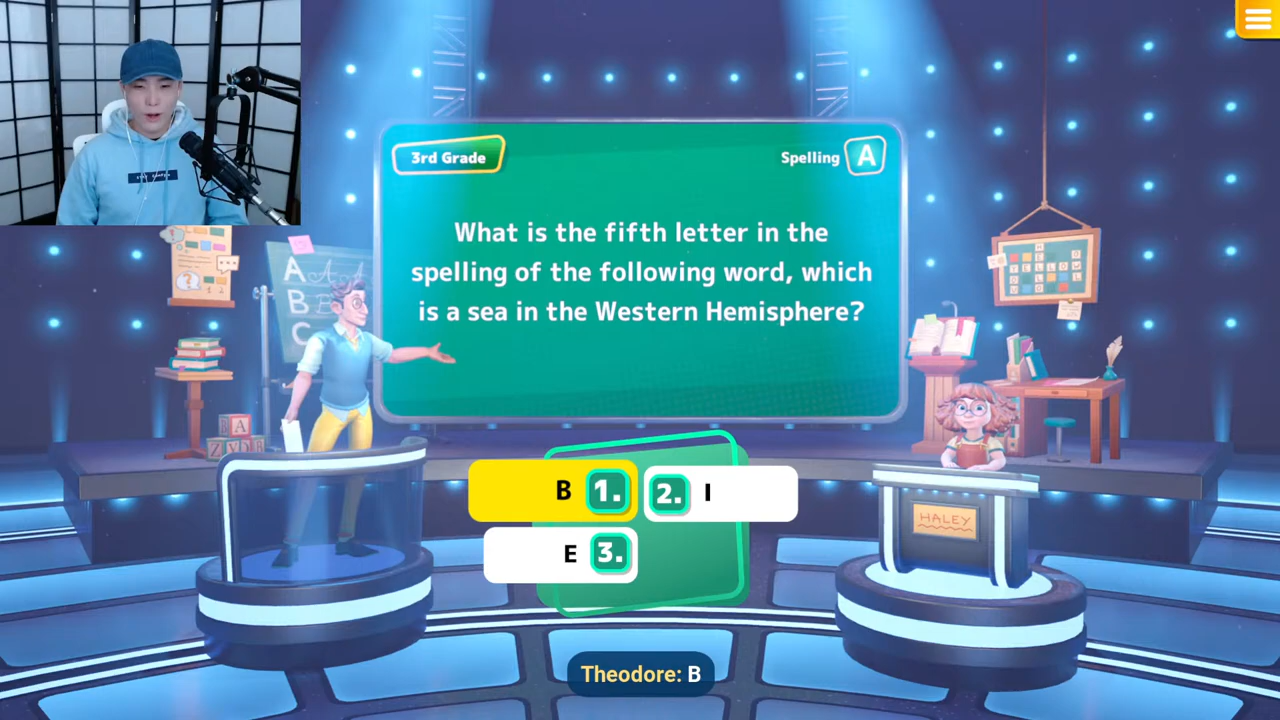 3rd Grade
Spelling A
What is the fifth letter in the
spelling of the following word, which
is a sea in the Western Hemisphere?
A
B
C
B A
HALEY
B 1.
2. I
E 3.
Theodore: B